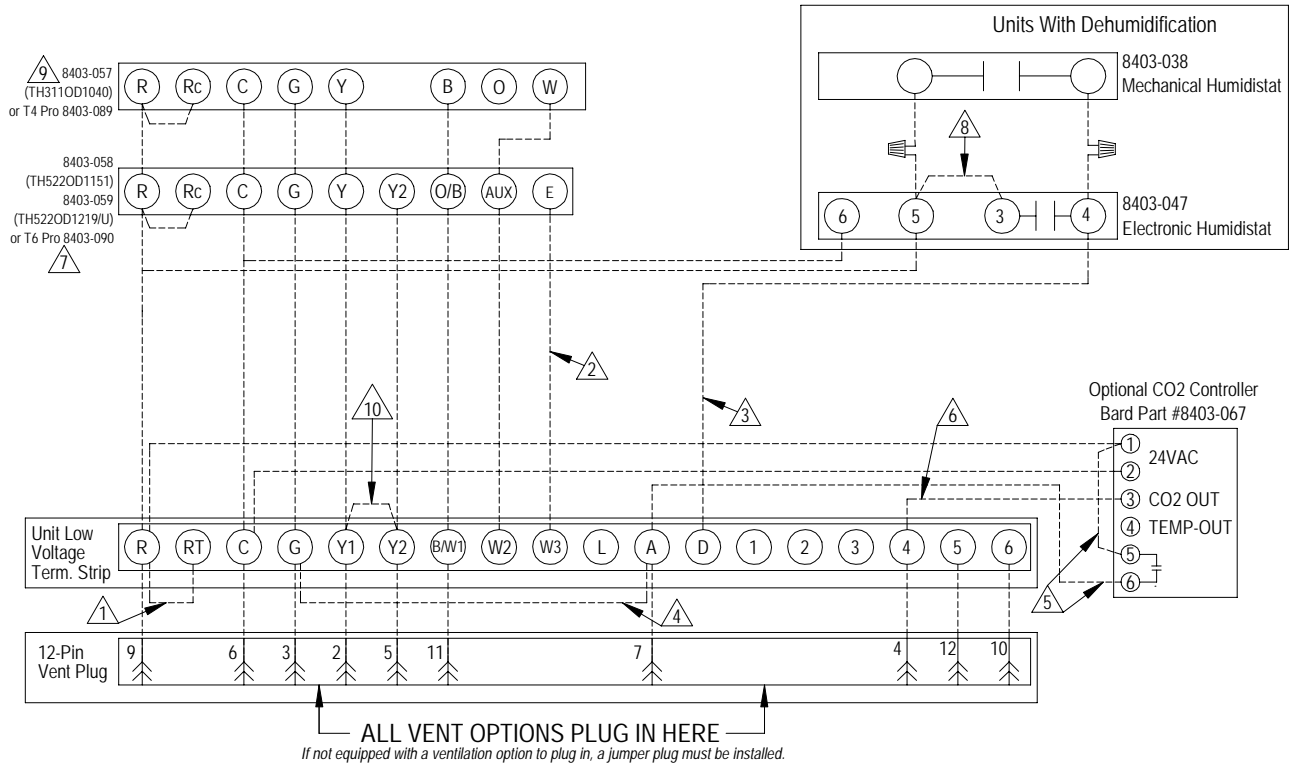 Units With Dehumidification
8403-038
Mechanical Humidistat
8
6 5 3 4
8403-047
Electronic Humidistat
9 8403-057
(TH311OD1040)
or T4 Pro 8403-089
R Rc C G Y B O W
8403-058
(TH522OD1151)
8403-059
(TH522OD1219/U)
or T6 Pro 8403-090
7
R Rc C G Y Y2 O/B AUX E
2
3
10
6
Optional CO2 Controller
Bard Part #8403-067
1
24VAC
2
3 CO2 OUT
4 TEMP-OUT
5
6
5
Unit Low
Voltage
Term. Strip
R RT C G Y1 Y2 B/W1 W2 W3 L A D 1 2 3 4 5 6
1
4
12-Pin
Vent Plug
9 6 3 2 5 11 7 4 12 10
ALL VENT OPTIONS PLUG IN HERE
If not equipped with a ventilation option to plug in, a jumper plug must be installed.